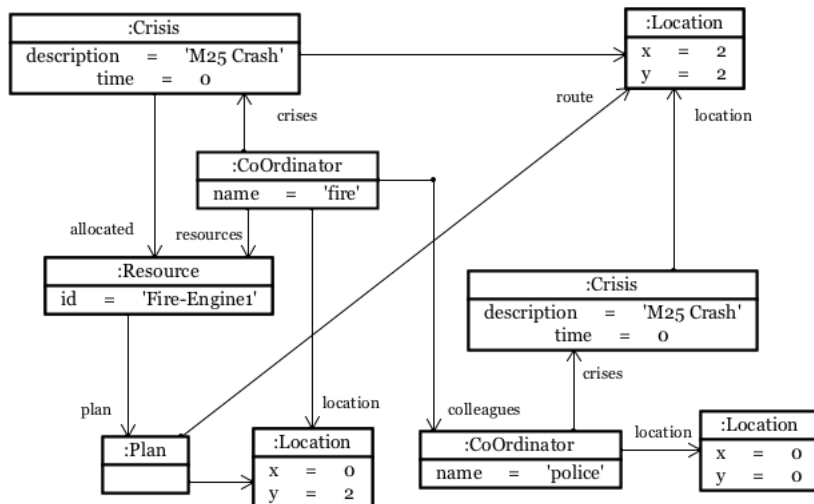 :Crisis
description = 'M25 Crash'
time = 0
:Location
x = 2
y = 2
route
crises
location
:CoOrdinator
name = 'fire'
allocated
resources
:Resource
id = 'Fire-Engine1'
:Crisis
description = 'M25 Crash'
time = 0
crises
plan
location
colleagues
:Plan
:Location
x = 0
y = 2
:CoOrdinator
name = 'police'
location
:Location
x = 0
y = 0